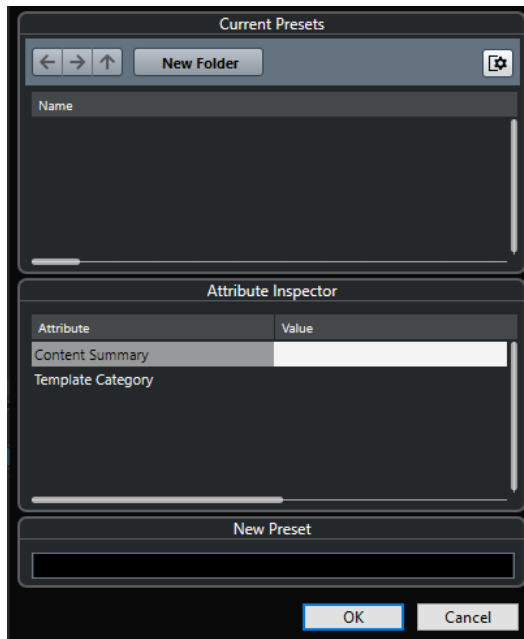 Current Presets
New Folder
Name
Attribute Inspector
Attribute Value
Content Summary
Template Category
New Preset
OK Cancel